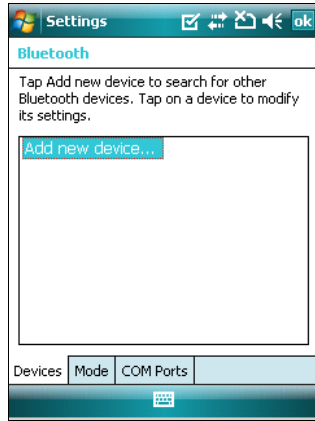 Settings
ok
Bluetooth
Tap Add new device to search for other
Bluetooth devices. Tap on a device to modify
its settings.
Add new device...
Devices Mode COM Ports